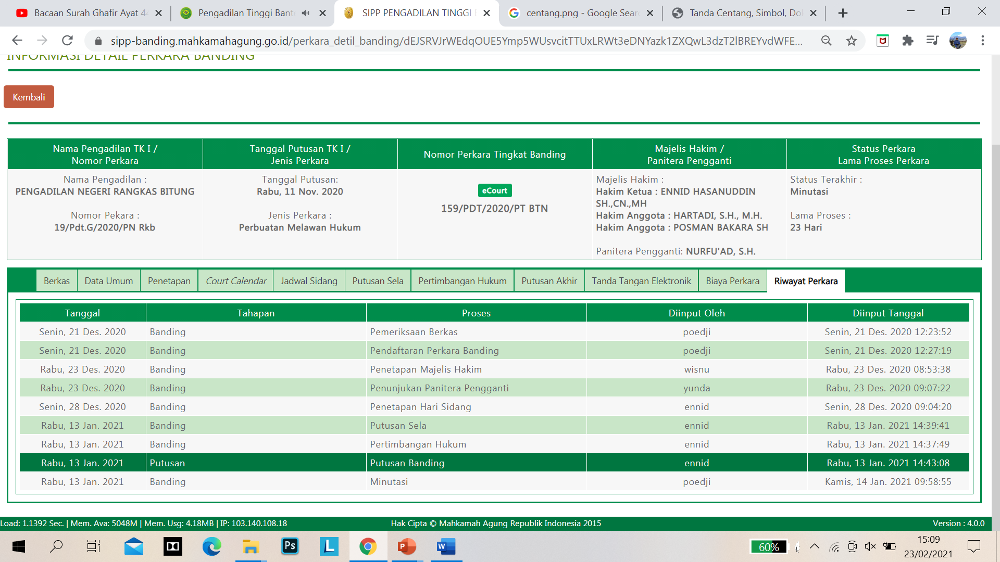 Bacaan Surah Ghafir Ayat 44
Pengadilan Tinggi Bante
SIPP PENGADILAN TINGGI
centang.png - Google Sear
Tanda Centang, Simbol, Do
sipp-banding.mahkamahagung.go.id/perkara_detil_banding/dEJSRVJrWEdqOUE5Ymp5WUsvcitTTUxLRWt3eDNYazk1ZXQwL3dzT2lBREYvdWFE...
INFORMASI DETAIL PERKARA BANDING
Kembali
Nama Pengadilan TK I /
Nomor Perkara
Tanggal Putusan TK I /
Jenis Perkara
Nomor Perkara Tingkat Banding
Majelis Hakim /
Panitera Pengganti
Status Perkara
Lama Proses Perkara
Nama Pengadilan :
PENGADILAN NEGERI RANGKAS BITUNG
Nomor Pekara :
19/Pdt.G/2020/PN Rkb
Tanggal Putusan:
Rabu, 11 Nov. 2020
Jenis Perkara :
Perbuatan Melawan Hukum
eCourt
159/PDT/2020/PT BTN
Majelis Hakim :
Hakim Ketua : ENNID HASANUDDIN
SH.,CN.,MH
Hakim Anggota : HARTADI, S.H., M.H.
Hakim Anggota : POSMAN BAKARA SH
Panitera Pengganti: NURFU'AD, S.H.
Status Terakhir :
Minutasi
Lama Proses :
23 Hari
Berkas Data Umum Penetapan Court Calendar Jadwal Sidang Putusan Sela Pertimbangan Hukum Putusan Akhir Tanda Tangan Elektronik Biaya Perkara Riwayat Perkara
Tanggal Tahapan Proses Diinput Oleh Diinput Tanggal
Senin, 21 Des. 2020 Banding Pemeriksaan Berkas poedji Senin, 21 Des. 2020 12:23:52
Senin, 21 Des. 2020 Banding Pendaftaran Perkara Banding poedji Senin, 21 Des. 2020 12:27:19
Rabu, 23 Des. 2020 Banding Penetapan Majelis Hakim wisnu Rabu, 23 Des. 2020 08:53:38
Rabu, 23 Des. 2020 Banding Penunjukan Panitera Pengganti yunda Rabu, 23 Des. 2020 09:07:22
Senin, 28 Des. 2020 Banding Penetapan Hari Sidang ennid Senin, 28 Des. 2020 09:04:20
Rabu, 13 Jan. 2021 Banding Putusan Sela ennid Rabu, 13 Jan. 2021 14:39:41
Rabu, 13 Jan. 2021 Banding Pertimbangan Hukum ennid Rabu, 13 Jan. 2021 14:37:49
Rabu, 13 Jan. 2021 Putusan Putusan Banding ennid Rabu, 13 Jan. 2021 14:43:08
Rabu, 13 Jan. 2021 Banding Minutasi poedji Kamis, 14 Jan. 2021 09:58:55
Load: 1.1392 Sec. | Mem. Ava: 5048M | Mem. Usg: 4.18MB | IP: 103.140.108.18
Hak Cipta © Mahkamah Agung Republik Indonesia 2015
Version : 4.0.0
Ps
L
P
W
60%
15:09
23/02/2021